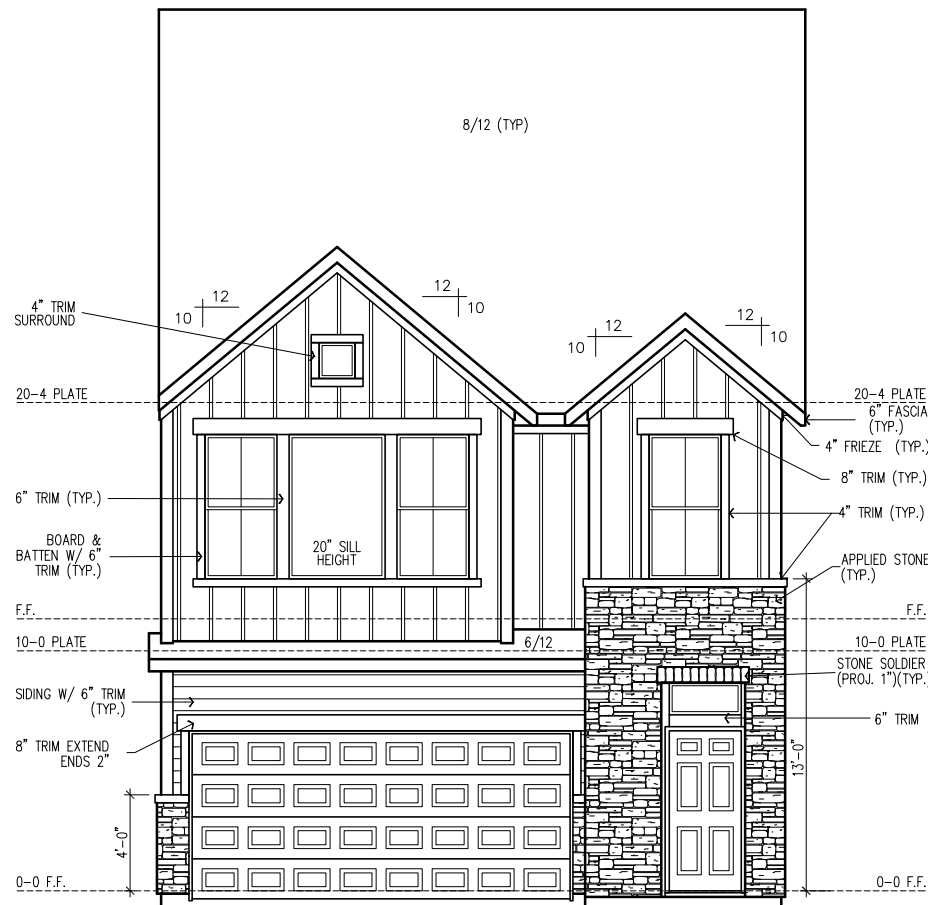 8/12 (TYP)
12
10
12
10
12
10
12
10
4" TRIM
SURROUND
20-4 PLATE
20-4 PLATE
6" FASCIA
(TYP.)
4" FRIEZE (TYP.)
8" TRIM (TYP.)
6" TRIM (TYP.)
4" TRIM (TYP.)
BOARD &
BATTEN W/ 6"
TRIM (TYP.)
20" SILL
HEIGHT
APPLIED STONE
(TYP.)
F.F.
F.F.
10-0 PLATE
6/12
10-0 PLATE
STONE SOLDIER
(PROJ. 1")(TYP.)
SIDING W/ 6" TRIM
(TYP.)
6" TRIM
8" TRIM EXTEND
ENDS 2"
13'-0"
4'-0"
0-0 F.F.
0-0 F.F.